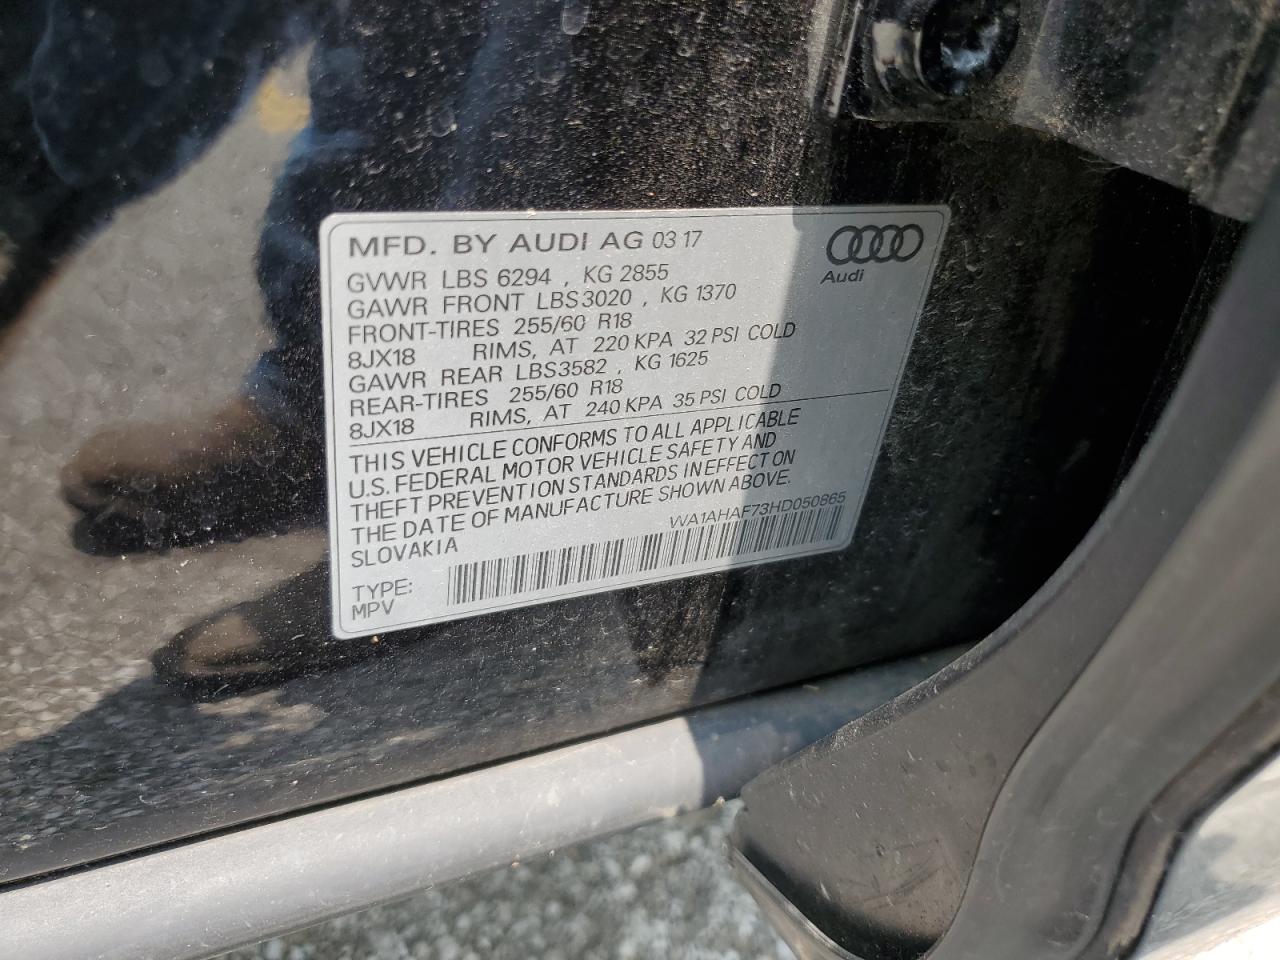 MFD. BY AUDI AG 03 17
Audi
GVWR LBS 6294 , KG 2855
GAWR FRONT LBS3020 , KG 1370
FRONT-TIRES 255/60 R18
8JX18 RIMS, AT 220 KPA 32 PSI COLD
GAWR REAR LBS3582 , KG 1625
REAR-TIRES 255/60 R18
8JX18 RIMS, AT 240 KPA 35 PSI COLD
THIS VEHICLE CONFORMS TO ALL APPLICABLE
U.S. FEDERAL MOTOR VEHICLE SAFETY AND
THEFT PREVENTION STANDARDS IN EFFECT ON
THE DATE OF MANUFACTURE SHOWN ABOVE.
SLOVAKIA
WA1AHAF73HD050865
TYPE:
MPV